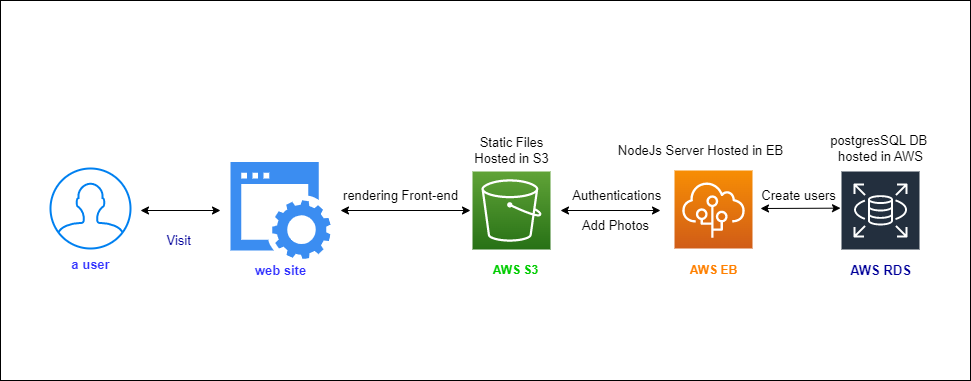 Static Files
Hosted in S3
NodeJs Server Hosted in EB
postgresSQL DB
hosted in AWS
rendering Front-end
Authentications
Add Photos
Create users
Visit
a user
web site
AWS S3
AWS EB
AWS RDS